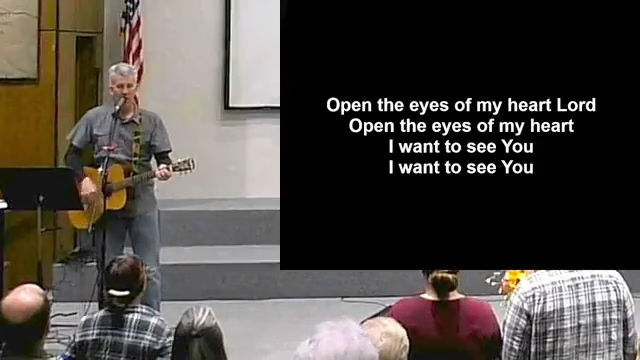 Open the eyes of my heart Lord
Open the eyes of my heart
I want to see You
I want to see You